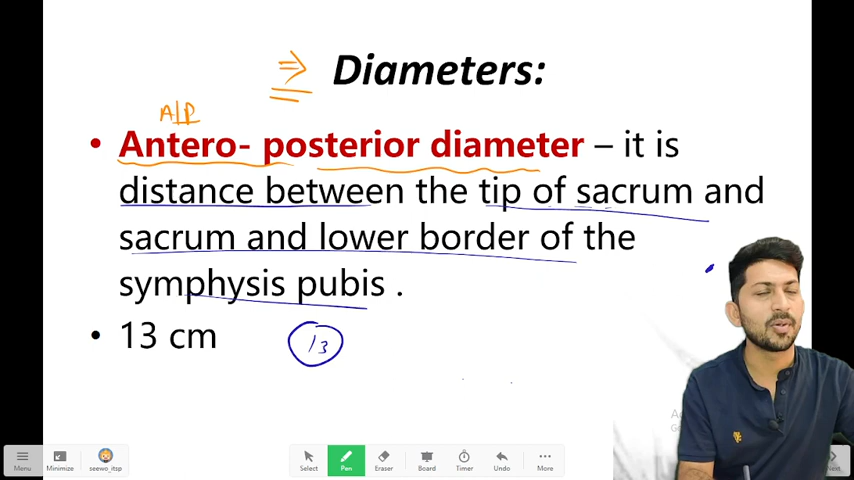 ⇒ Diameters:
A|P
• Antero- posterior diameter – it is
distance between the tip of sacrum and
sacrum and lower border of the
symphysis pubis .
• 13 cm
13
Menu
Minimize
seewo_itsp
Select
Pen
Eraser
Board
Timer
Undo
More
Next